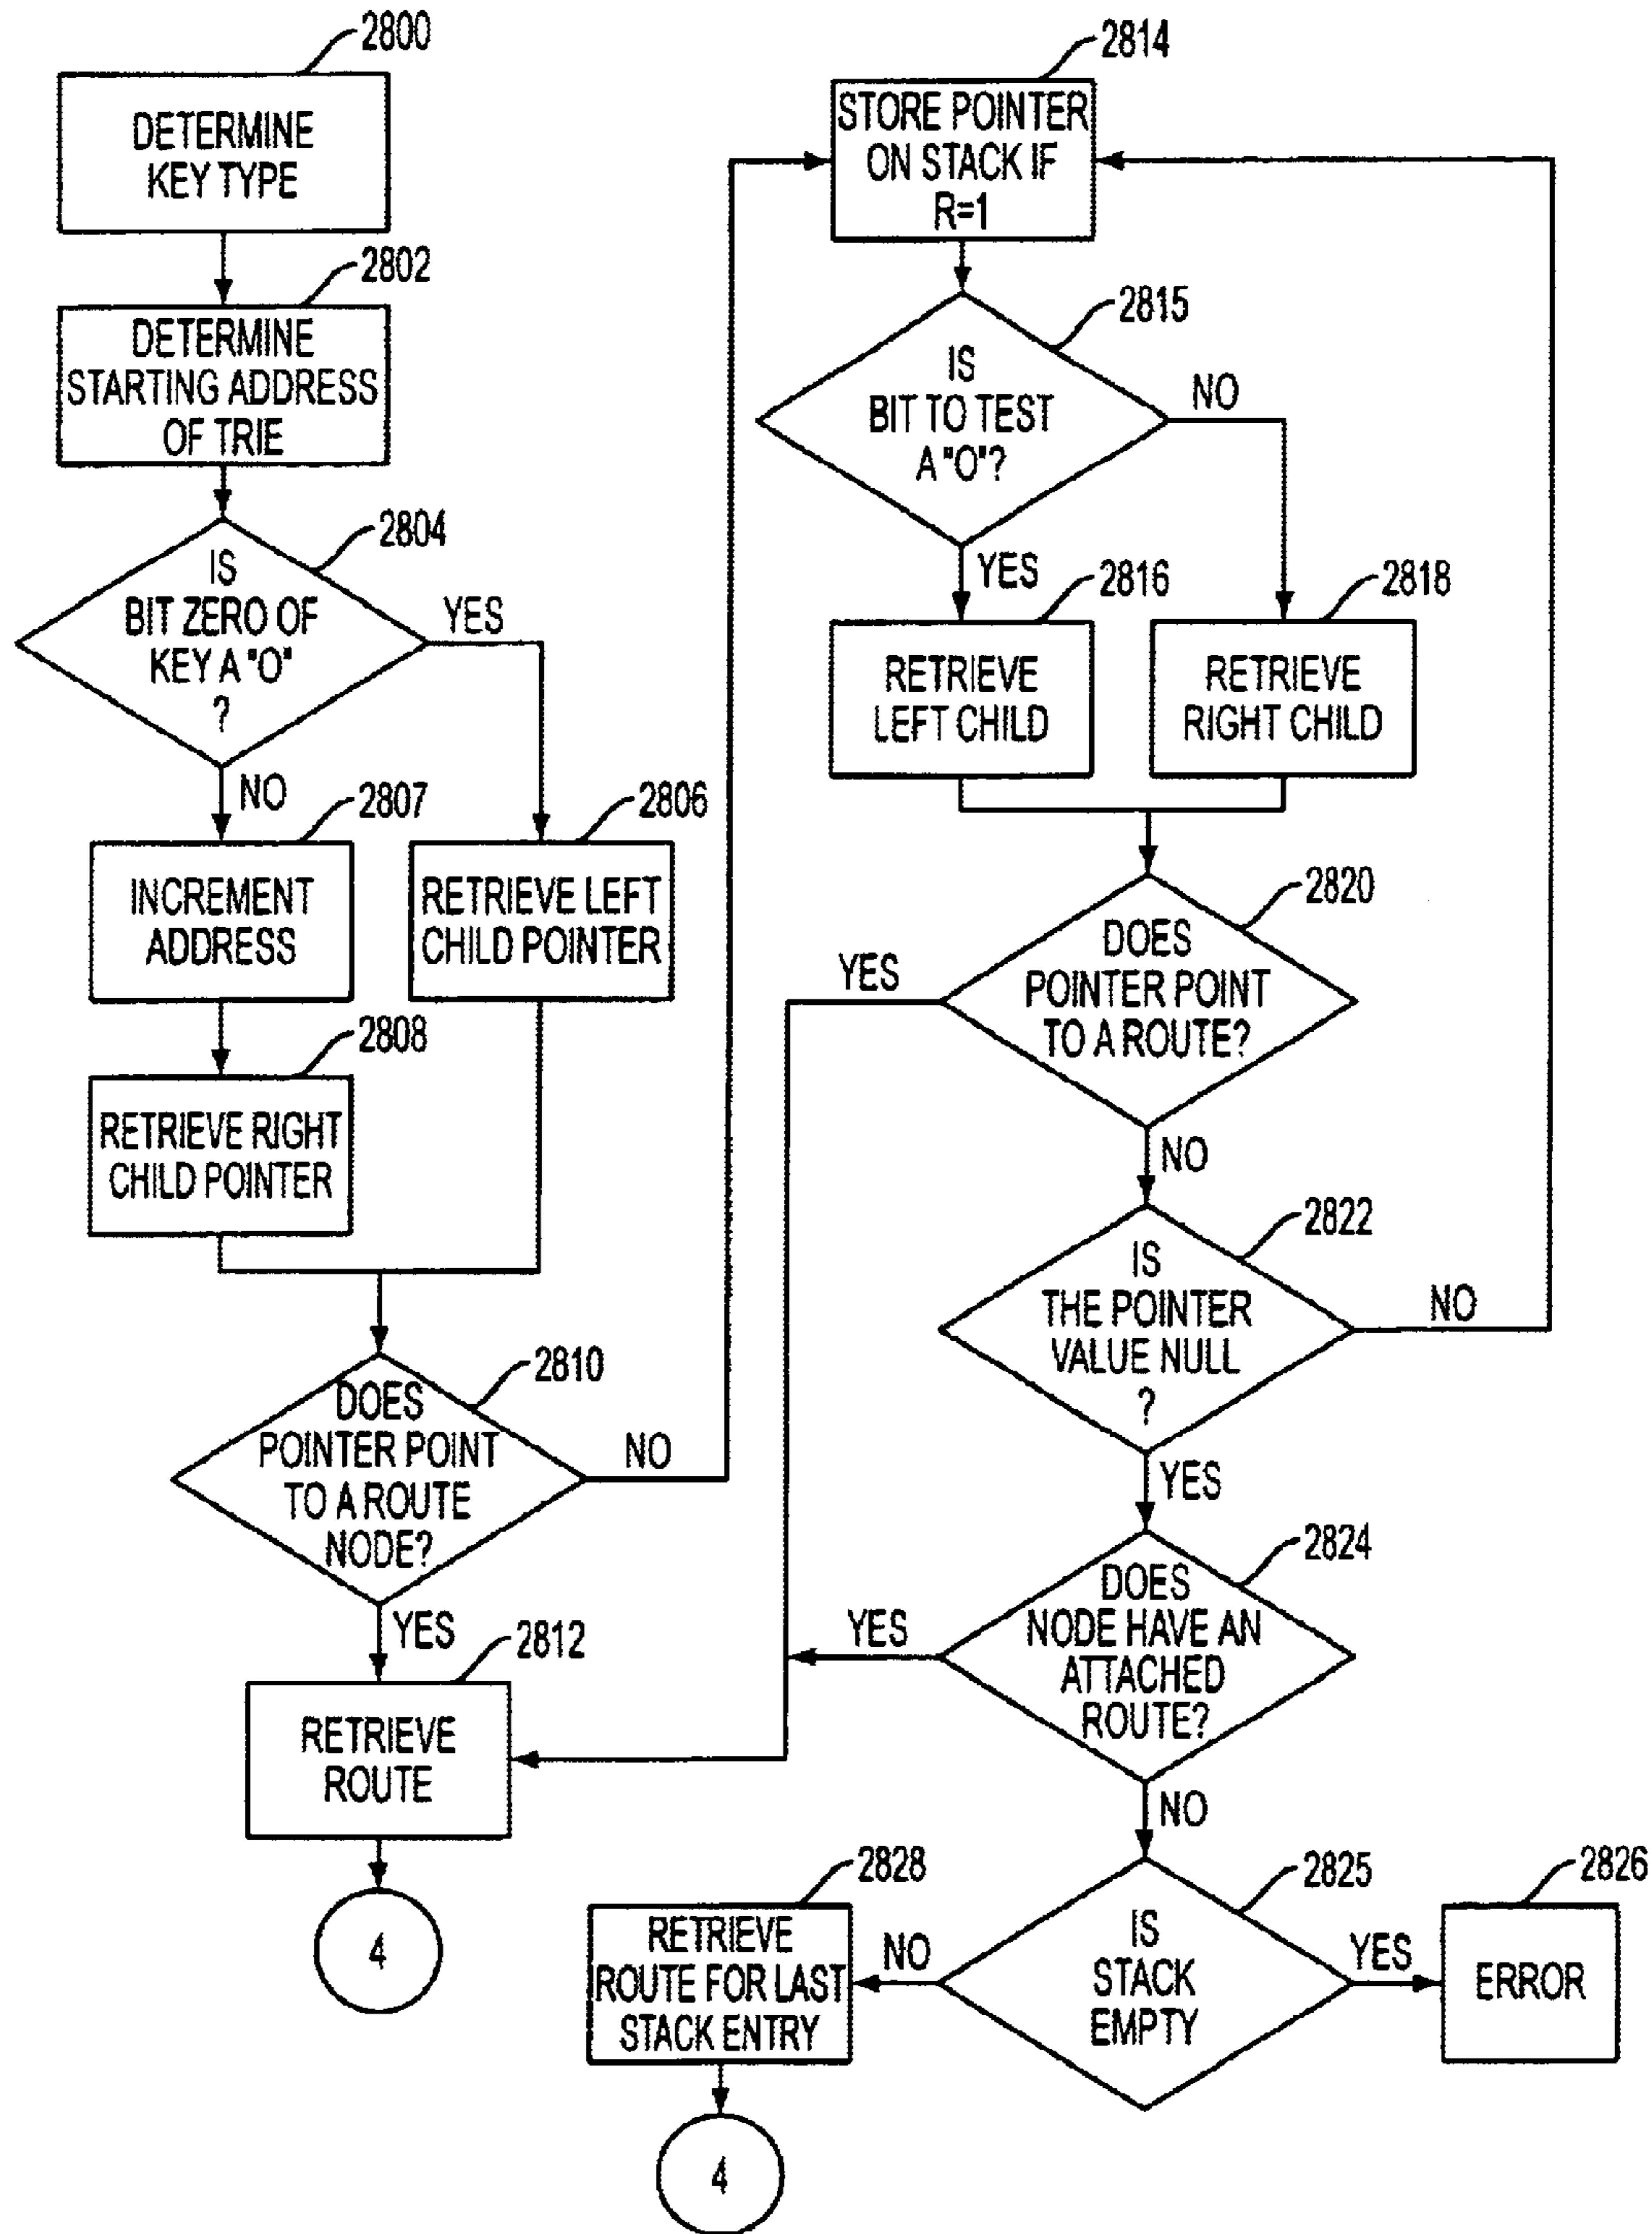 2800
DETERMINE
KEY TYPE
2802
DETERMINE
STARTING ADDRESS
OF TRIE
2804
IS
BIT ZERO OF
KEY A "0"
?
YES
NO
2807
INCREMENT
ADDRESS
2806
RETRIEVE LEFT
CHILD POINTER
2808
RETRIEVE RIGHT
CHILD POINTER
2810
DOES
POINTER POINT
TO A ROUTE
NODE?
NO
YES
2812
RETRIEVE
ROUTE
4
2814
STORE POINTER
ON STACK IF
R=1
2815
IS
BIT TO TEST
A "0"?
NO
YES
2816
RETRIEVE
LEFT CHILD
2818
RETRIEVE
RIGHT CHILD
2820
DOES
POINTER POINT
TO A ROUTE?
YES
NO
2822
IS
THE POINTER
VALUE NULL
?
NO
YES
2824
DOES
NODE HAVE AN
ATTACHED
ROUTE?
YES
NO
2825
IS
STACK
EMPTY
NO
YES
2826
ERROR
2828
RETRIEVE
ROUTE FOR LAST
STACK ENTRY
4